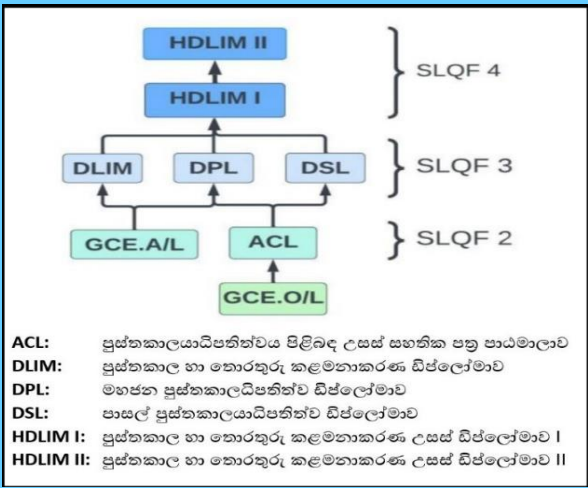 HDLIM II
SLQF 4
HDLIM I
DLIM DPL DSL SLQF 3
GCE.A/L ACL SLQF 2
GCE.O/L
ACL: පුස්තකාලයාධිපතිත්වය පිළිබඳ උසස් සහතික පත්‍ර පාඨමාලාව
DLIM: පුස්තකාල හා තොරතුරු කළමනාකරණ ඩිප්ලෝමාව
DPL: මහජන පුස්තකාලධිපතිත්ව ඩිප්ලෝමාව
DSL: පාසල් පුස්තකාලයාධිපතිත්ව ඩිප්ලෝමාව
HDLIM I: පුස්තකාල හා තොරතුරු කළමනාකරණ උසස් ඩිප්ලෝමාව I
HDLIM II: පුස්තකාල හා තොරතුරු කළමනාකරණ උසස් ඩිප්ලෝමාව II